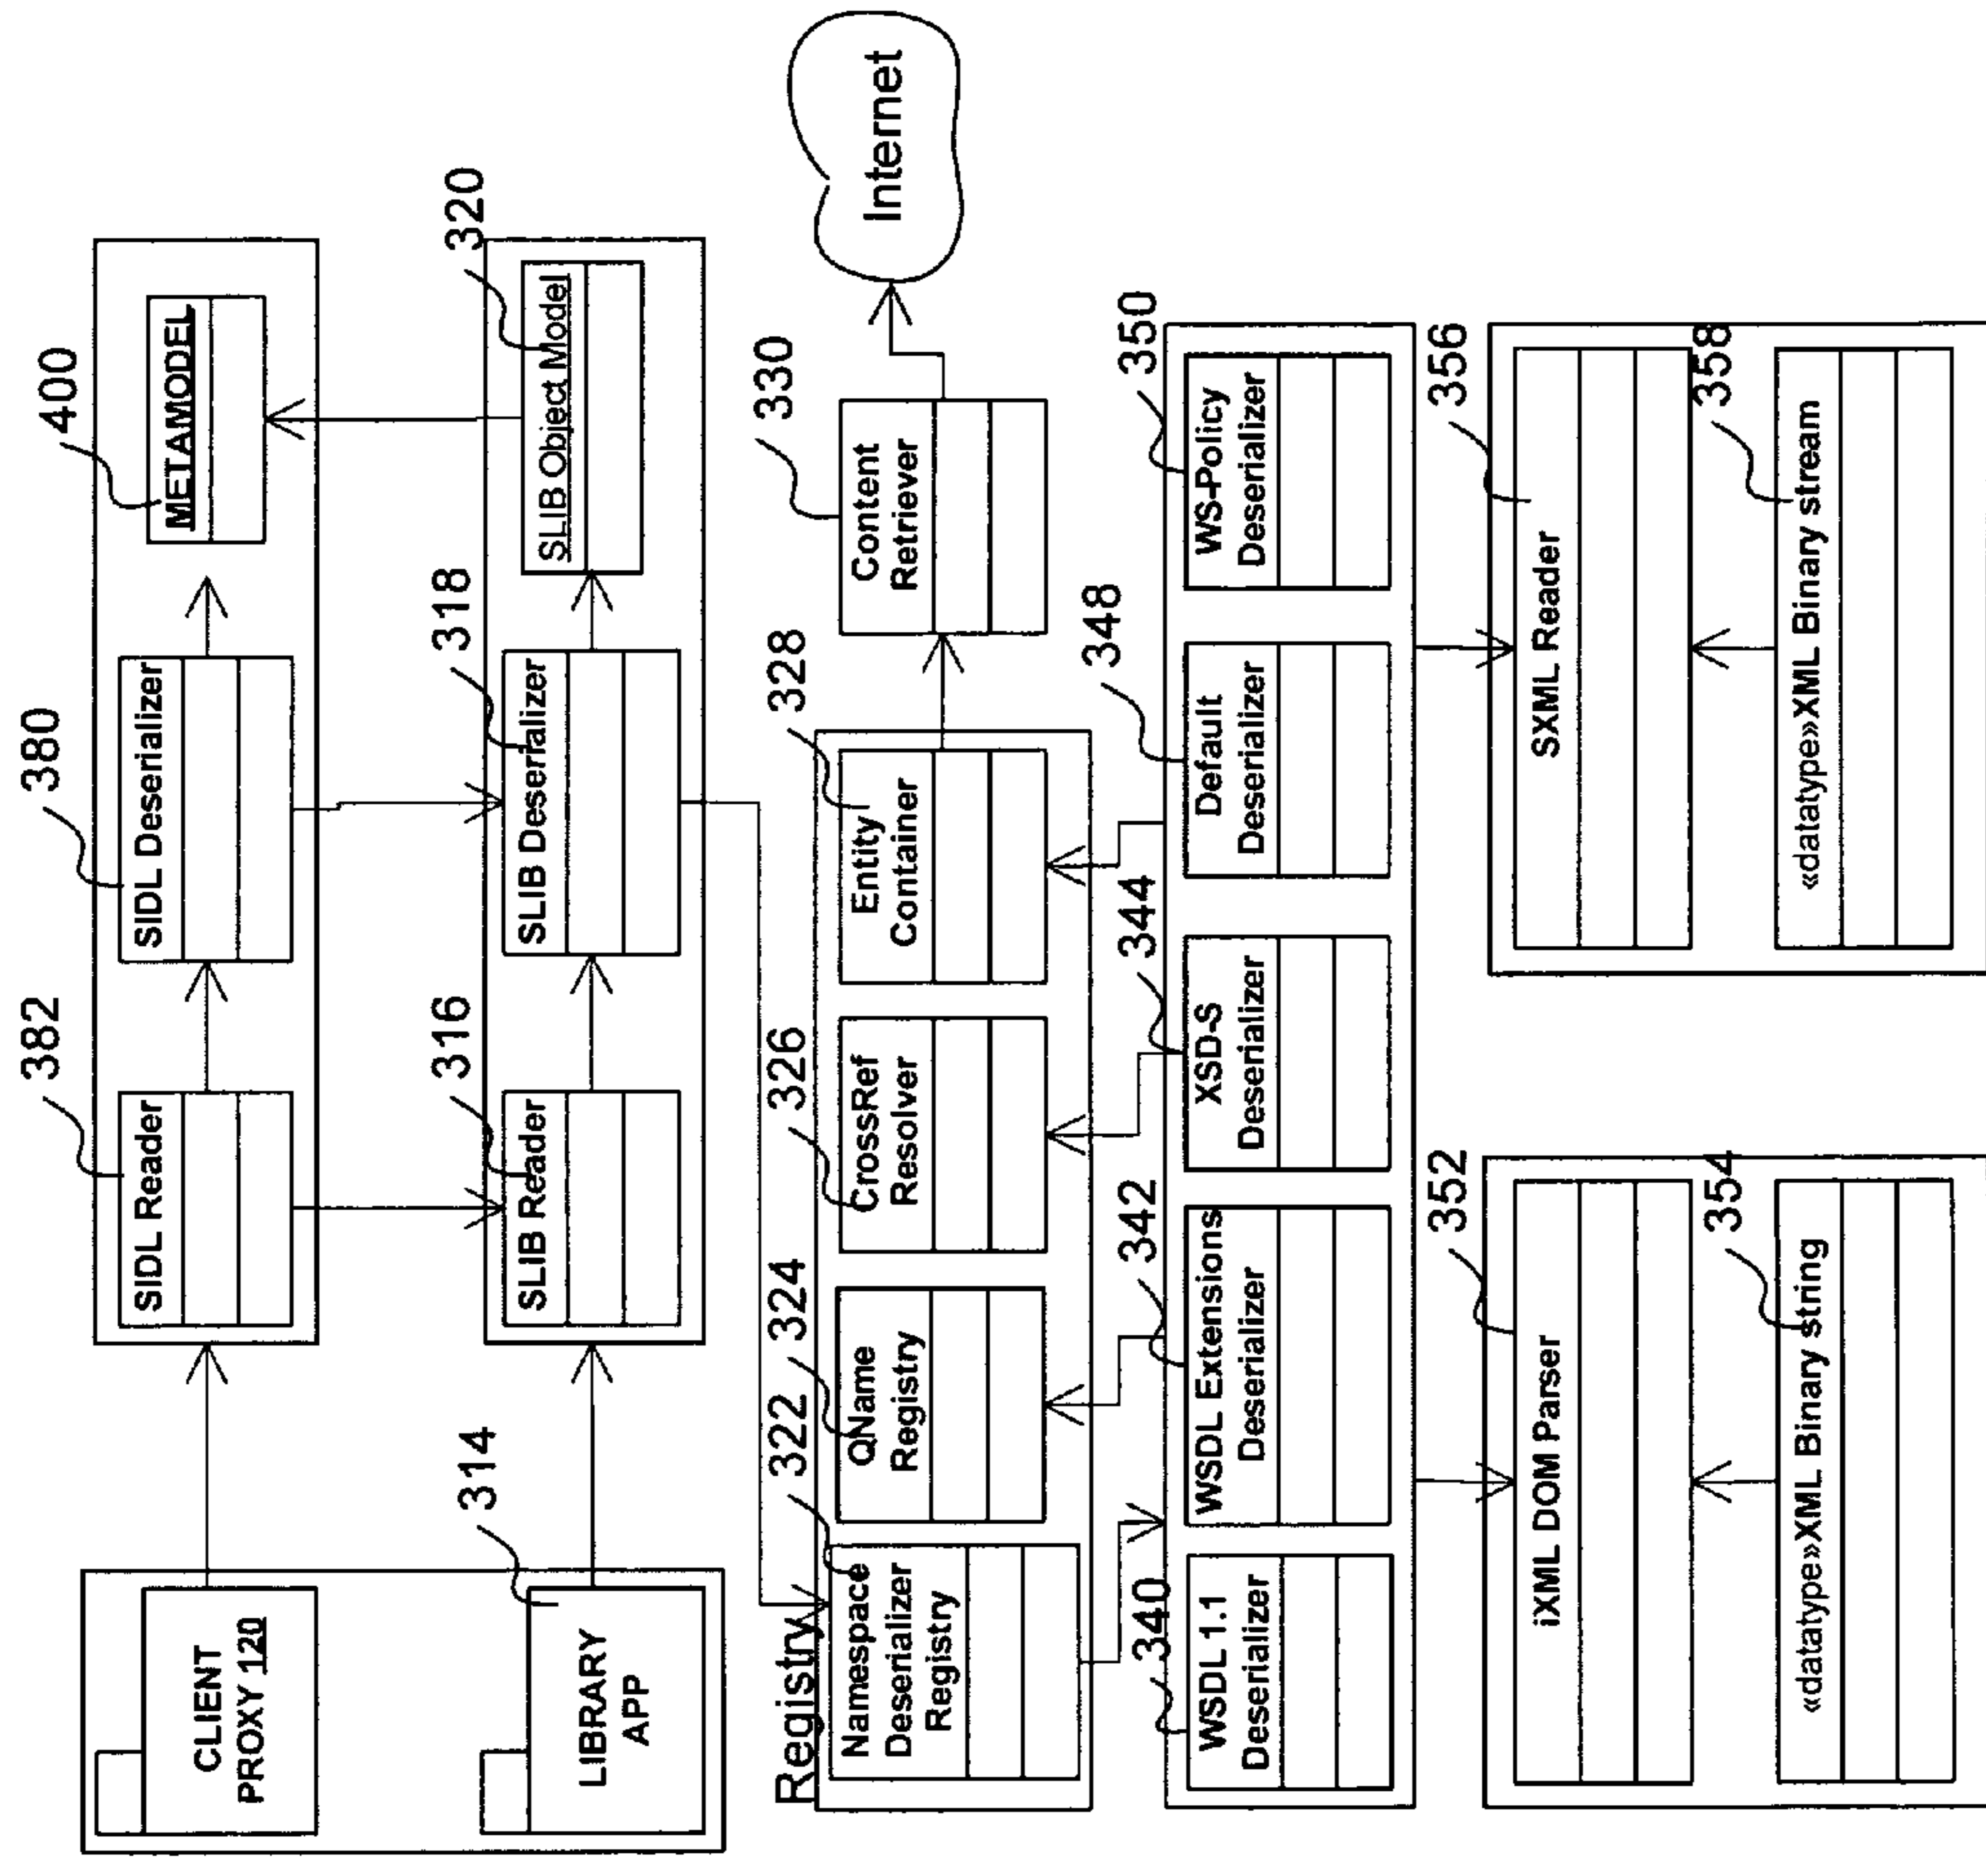 400
METAMODEL
380
SIDL Deserializer
382
SIDL Reader
CLIENT
PROXY 120
320
SLIB Object Model
318
SLIB Deserializer
316
SLIB Reader
314
LIBRARY
APP
Internet
330
Content
Retriever
328
Entity
Container
326
CrossRef
Resolver
324
QName
Registry
322
Registry
Namespace
Deserializer
Registry
350
WS-Policy
Deserializer
348
Default
Deserializer
344
XSD-S
Deserializer
342
WSDL Extensions
Deserializer
340
WSDL1.1
Deserializer
356
SXML Reader
358
«datatype»XML Binary stream
352
iXML DOM Parser
354
«datatype»XML Binary string